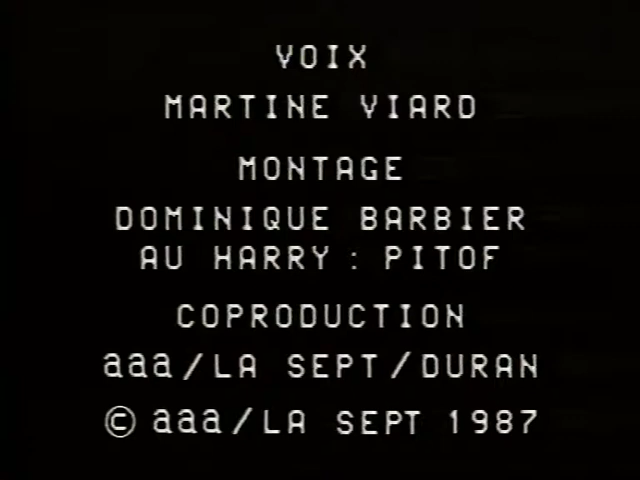 VOIX
MARTINE VIARD
MONTAGE
DOMINIQUE BARBIER
AU HARRY : PITOF
COPRODUCTION
aaa/LA SEPT/DURAN
© aaa/LA SEPT 1987